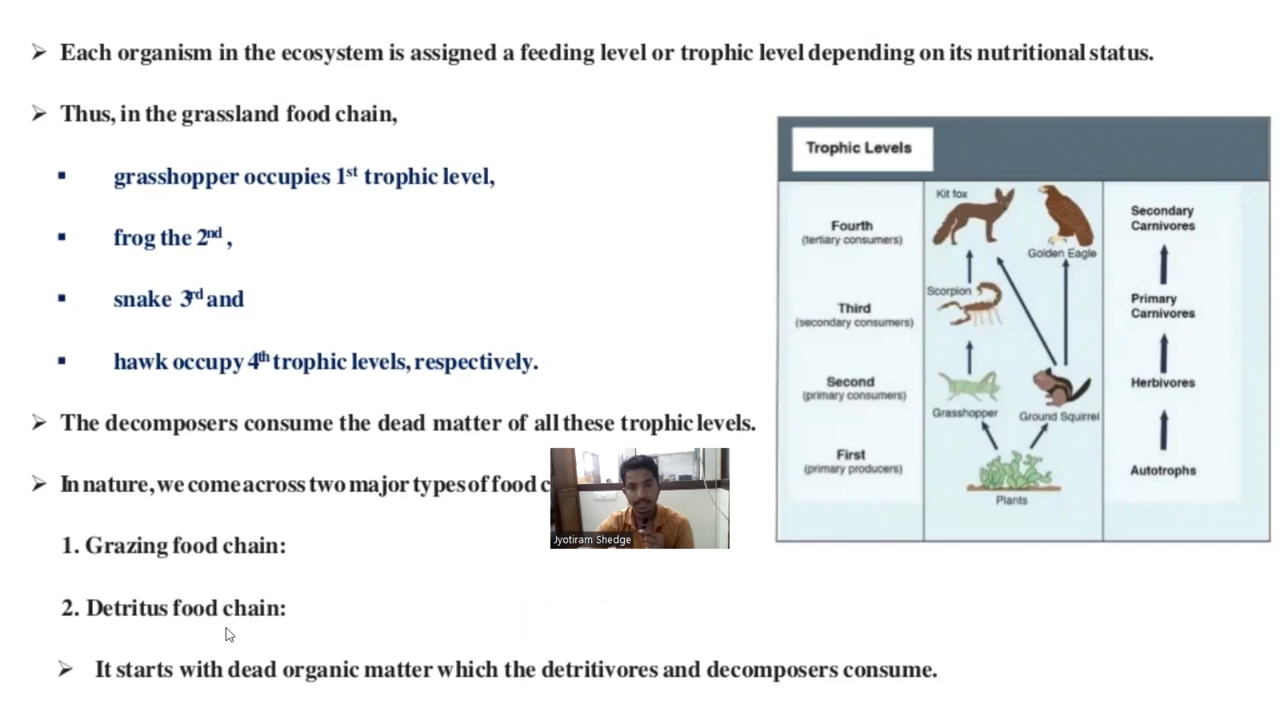 ➢ Each organism in the ecosystem is assigned a feeding level or trophic level depending on its nutritional status.
➢ Thus, in the grassland food chain,
▪ grasshopper occupies 1st trophic level,
▪ frog the 2nd ,
▪ snake 3rd and
▪ hawk occupy 4th trophic levels, respectively.
➢ The decomposers consume the dead matter of all these trophic levels.
➢ In nature, we come across two major types of food c
1. Grazing food chain:
2. Detritus food chain:
➢ It starts with dead organic matter which the detritivores and decomposers consume.
Jyotiram Shedge
Trophic Levels
Fourth
(tertiary consumers)
Kit fox
Golden Eagle
Secondary
Carnivores
Third
(secondary consumers)
Scorpion
Primary
Carnivores
Second
(primary consumers)
Grasshopper
Ground Squirrel
Herbivores
First
(primary producers)
Plants
Autotrophs